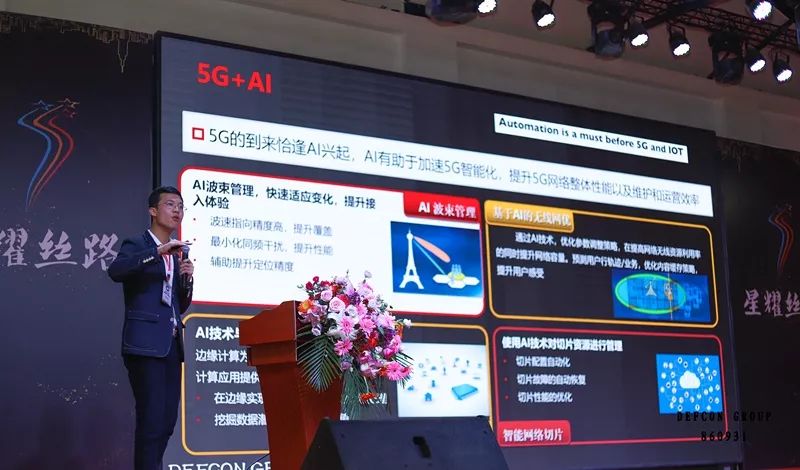 5G+AI
Automation is a must before 5G and IOT
5G的到来恰逢AI兴起，AI有助于加速5G智能化，提升5G网络整体性能以及维护和运营效率
AI波束管理，快速适应变化，提升接
入体验
波速指向精度高，提升覆盖
最小化同频干扰，提升性能
辅助提升定位精度
AI 波束管理
基于AI的无线网优
通过AI技术，优化参数调整策略，在提高网络无线资源利用率
的同时提升网络容量。预测用户行轨迹/业务，优化内容缓存策略，
提升用户感受
AI技术与
边缘计算为
计算应用提供
在边缘实现
挖掘数据潜
使用AI技术对切片资源进行管理
切片配置自动化
切片故障的自动恢复
切片性能的优化
智能网络切片
耀丝路
星耀丝
DEFCON GROUP
860931
DEFCON GR